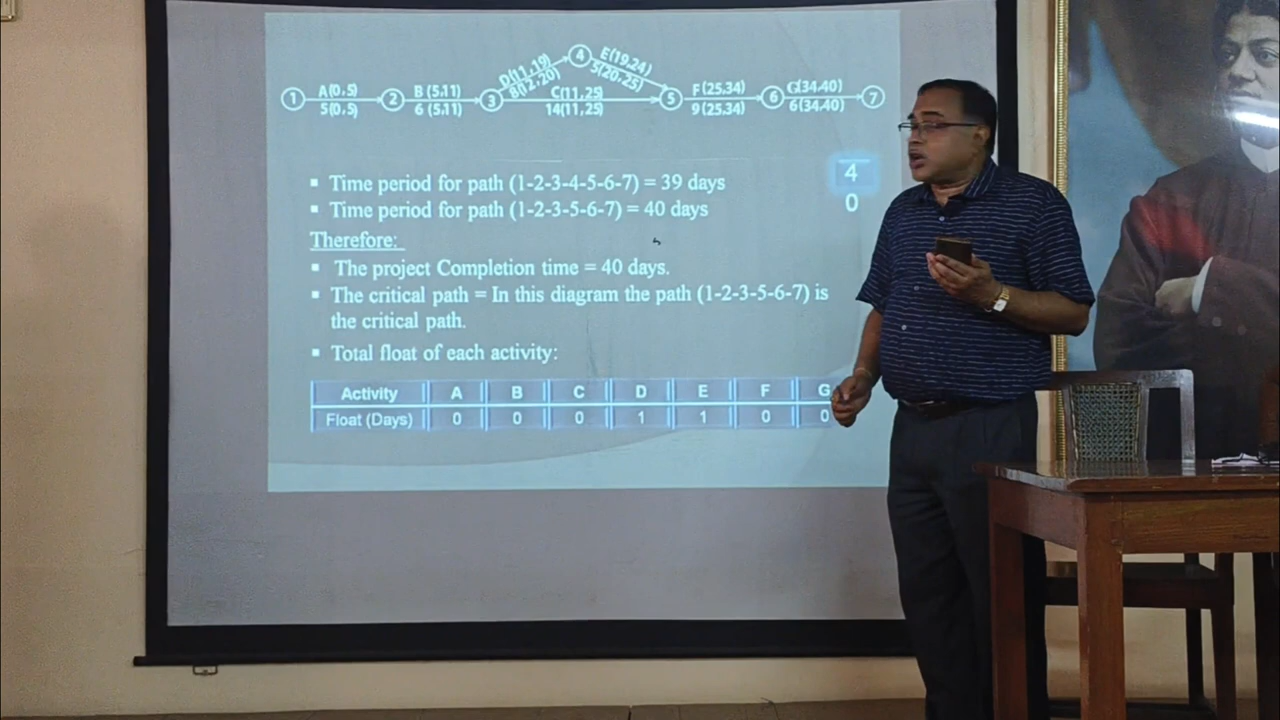 4
D(11,19)
8(12,20)
E(19,24)
5(20,25)
1
A(0,5)
5(0,5)
2
B (5,11)
6 (5,11)
3
C(11,25)
14(11,25)
5
F(25,34)
9(25,34)
6
G(34,40)
6(34,40)
7
▪ Time period for path (1-2-3-4-5-6-7) = 39 days
4
▪ Time period for path (1-2-3-5-6-7) = 40 days
0
Therefore:
▪ The project Completion time = 40 days.
▪ The critical path = In this diagram the path (1-2-3-5-6-7) is
the critical path.
▪ Total float of each activity:
Activity A B C D E F G
Float (Days) 0 0 0 1 1 0 0